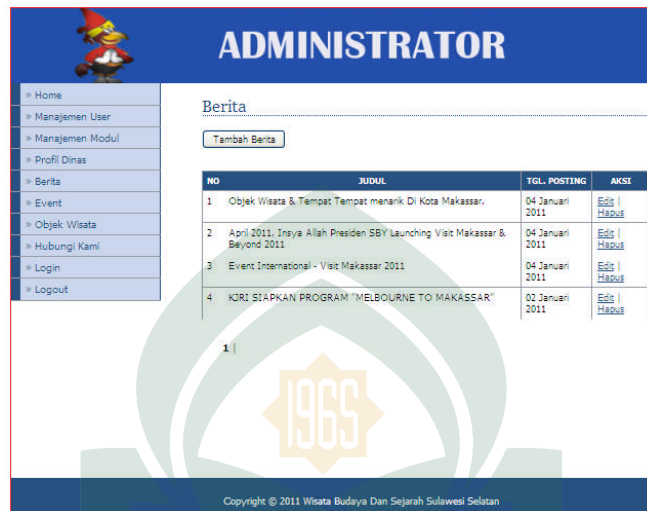 ADMINISTRATOR
» Home
» Manajemen User
» Manajemen Modul
» Profil Dinas
» Berita
» Event
» Objek Wisata
» Hubungi Kami
» Login
» Logout
Berita
Tambah Berita
NO JUDUL TGL. POSTING AKSI
1 Objek Wisata & Tempat Tempat menarik Di Kota Makassar. 04 Januari Edit |
2011 Hapus
2 April 2011. Insya Allah Presiden SBY Launching Visit Makassar & 04 Januari Edit |
Beyond 2011 2011 Hapus
3 Event International - Visit Makassar 2011 04 Januari Edit |
2011 Hapus
4 KJRI SIAPKAN PROGRAM "MELBOURNE TO MAKASSAR" 02 Januari Edit |
2011 Hapus
1 |
1965
Copyright © 2011 Wisata Budaya Dan Sejarah Sulawesi Selatan